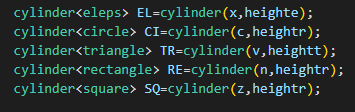 cylinder<eleps> EL=cylinder(x,heighte);
cylinder<circle> CI=cylinder(c,heightr);
cylinder<triangle> TR=cylinder(v,heightt);
cylinder<rectangle> RE=cylinder(n,heightr);
cylinder<square> SQ=cylinder(z,heightr);